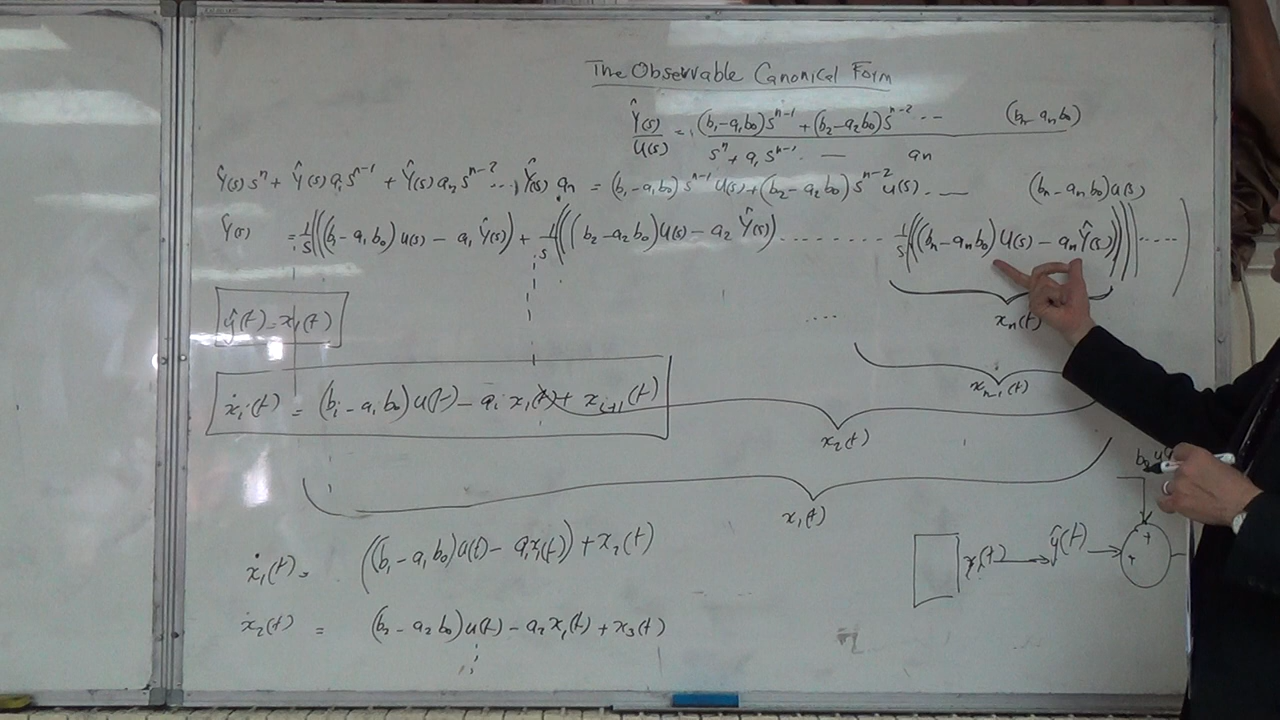 The Observable Canonical Form
Ŷ(s)/U(s) = (b₁-a₁b₀)sⁿ⁻¹+(b₂-a₂b₀)sⁿ⁻² -- (bₙ-aₙb₀) / sⁿ+a₁sⁿ⁻¹. — aₙ
Ŷ(s)sⁿ+Ŷ(s)a₁sⁿ⁻¹+Ŷ(s)aₙsⁿ⁻²..., Ŷ(s)aₙ = (b₁-a₁b₀)sⁿ⁻¹U(s)+(b₂-a₂b₀)sⁿ⁻²U(s). — (bₙ-aₙb₀)U(s)
Ŷ(s) = 1/s(((b₁-a₁b₀)U(s)-a₁Ŷ(s))+1/s(((b₂-a₂b₀)U(s)-a₂Ŷ(s)) ........ 1/s(((bₙ-aₙb₀)U(s)-aₙŶ(s))))) ..... )
ŷ(t)=x₁(t)
.... xₙ(t)
xₙ₋₁(t)
ẋᵢ(t) = (bᵢ-aᵢb₀)u(t)-aᵢx₁(t)+xᵢ₊₁(t)
x₂(t)
x₁(t)
ẋ₁(t)= ((b₁-a₁b₀)u(t)-a₁x₁(t))+x₂(t)
x₁(t) ŷ(t) + +
ẋ₂(t) = (b₂-a₂b₀)u(t)-a₂x₁(t)+x₃(t)